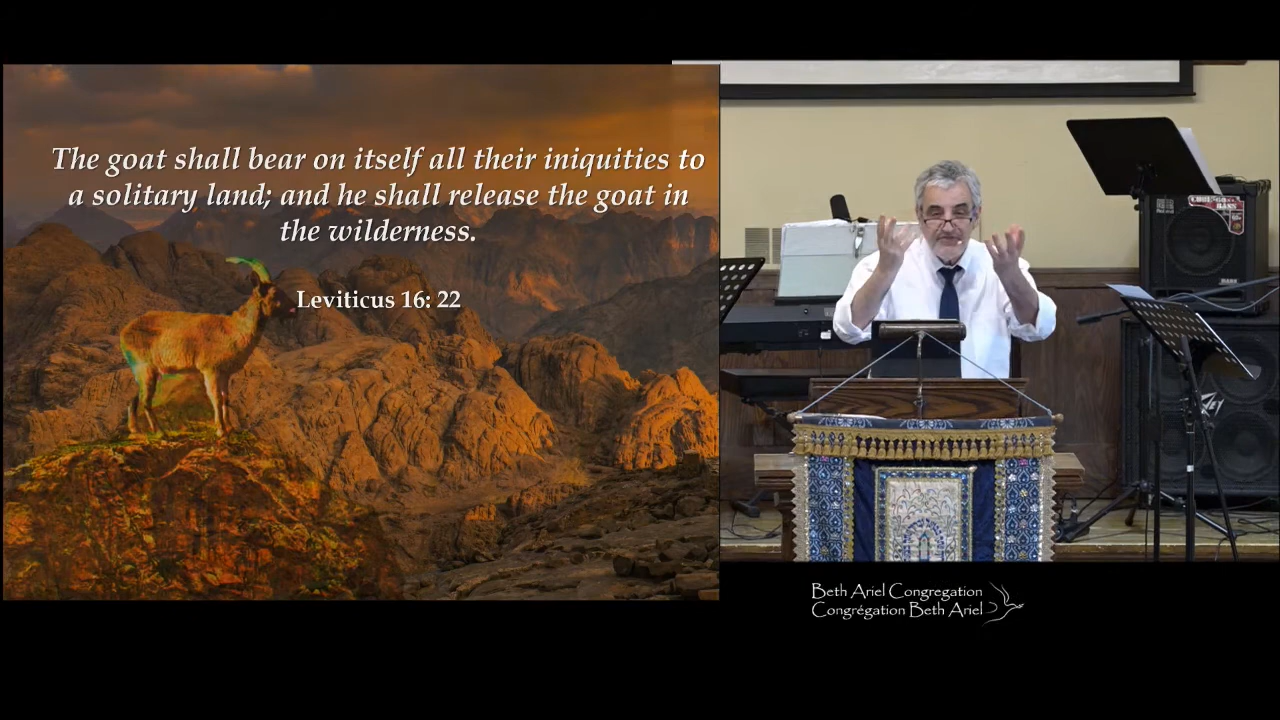 The goat shall bear on itself all their iniquities to
a solitary land; and he shall release the goat in
the wilderness.
Leviticus 16: 22
PEAVEY
Beth Ariel Congregation
Congrégation Beth Ariel